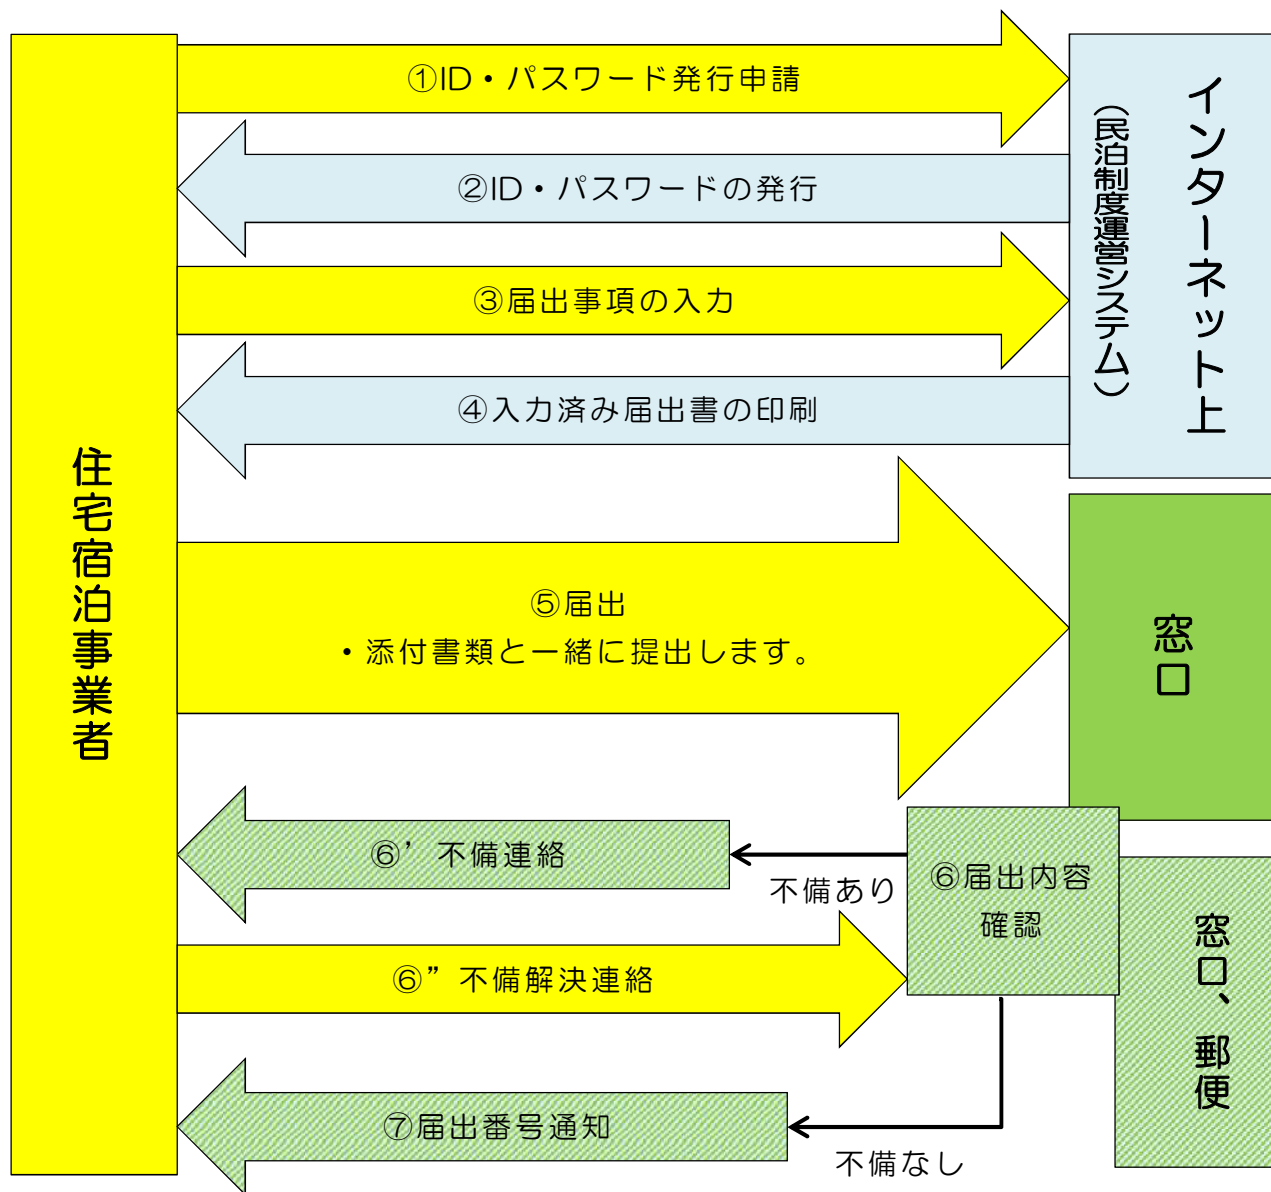 住宅宿泊事業者
①ID・パスワード発行申請
②ID・パスワードの発行
③届出事項の入力
④入力済み届出書の印刷
インターネット上
（民泊制度運営システム）
⑤届出
・添付書類と一緒に提出します。
窓口
⑥’不備連絡
不備あり
⑥届出内容
確認
⑥”不備解決連絡
窓口、郵便
⑦届出番号通知
不備なし